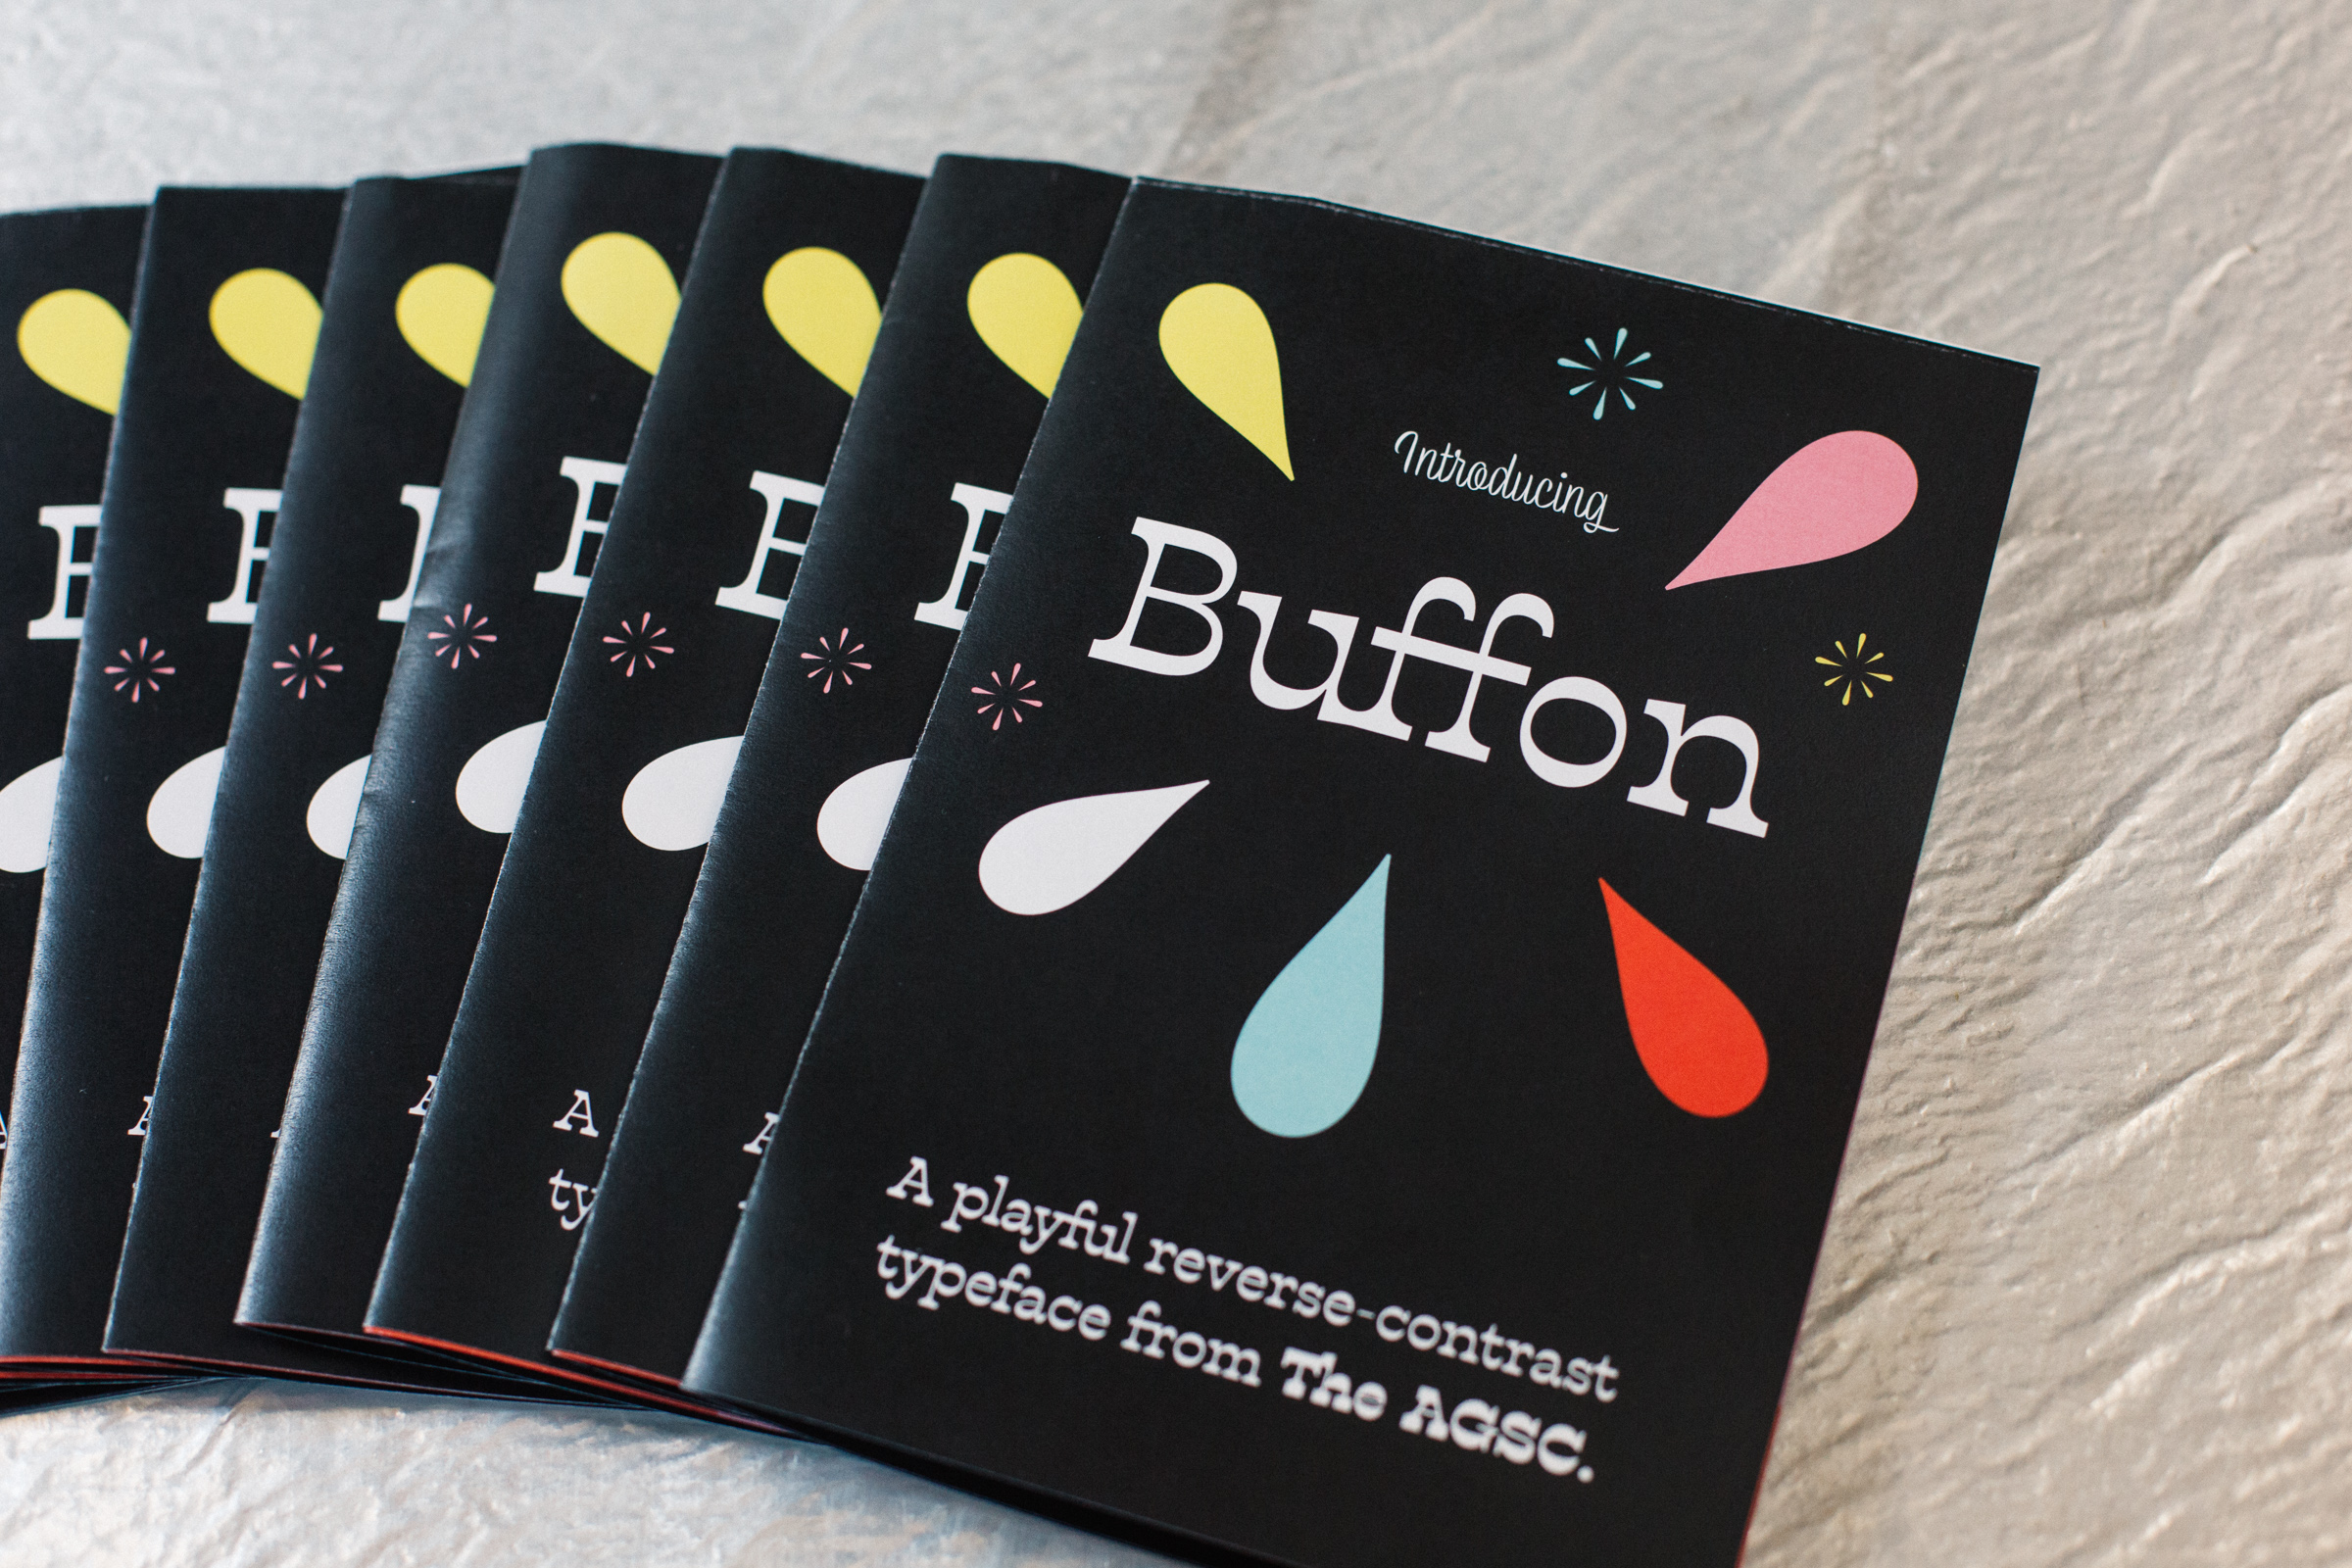 Introducing
Buffon
A playful reverse-contrast
typeface from The AGSC.